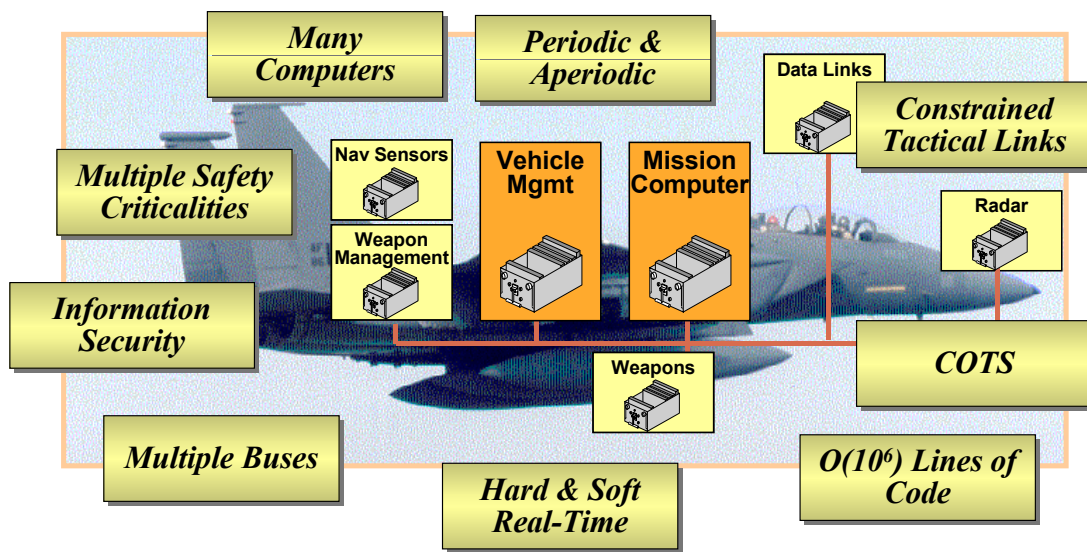 Many
Computers
Periodic &
Aperiodic
Data Links
Constrained
Tactical Links
Nav Sensors
Vehicle
Mgmt
Mission
Computer
Multiple Safety
Criticalities
Radar
Weapon
Management
Information
Security
Weapons
COTS
Multiple Buses
O(10⁶) Lines of
Code
Hard & Soft
Real-Time